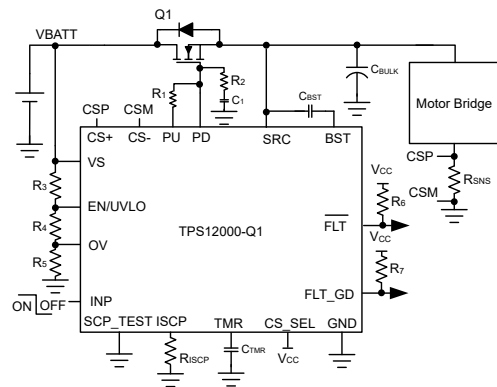 Q1
VBATT
R1
R2
C1
CBST
CBULK
Motor Bridge
CSP
CSM
CS+
CS-
PU
PD
SRC
BST
CSP
RSNS
CSM
VS
R3
EN/UVLO
R4
OV
R5
TPS12000-Q1
VCC
R6
FLT
VCC
R7
FLT_GD
ON
OFF
INP
SCP_TEST
ISCP
TMR
CS_SEL
GND
RISCP
CTMR
VCC